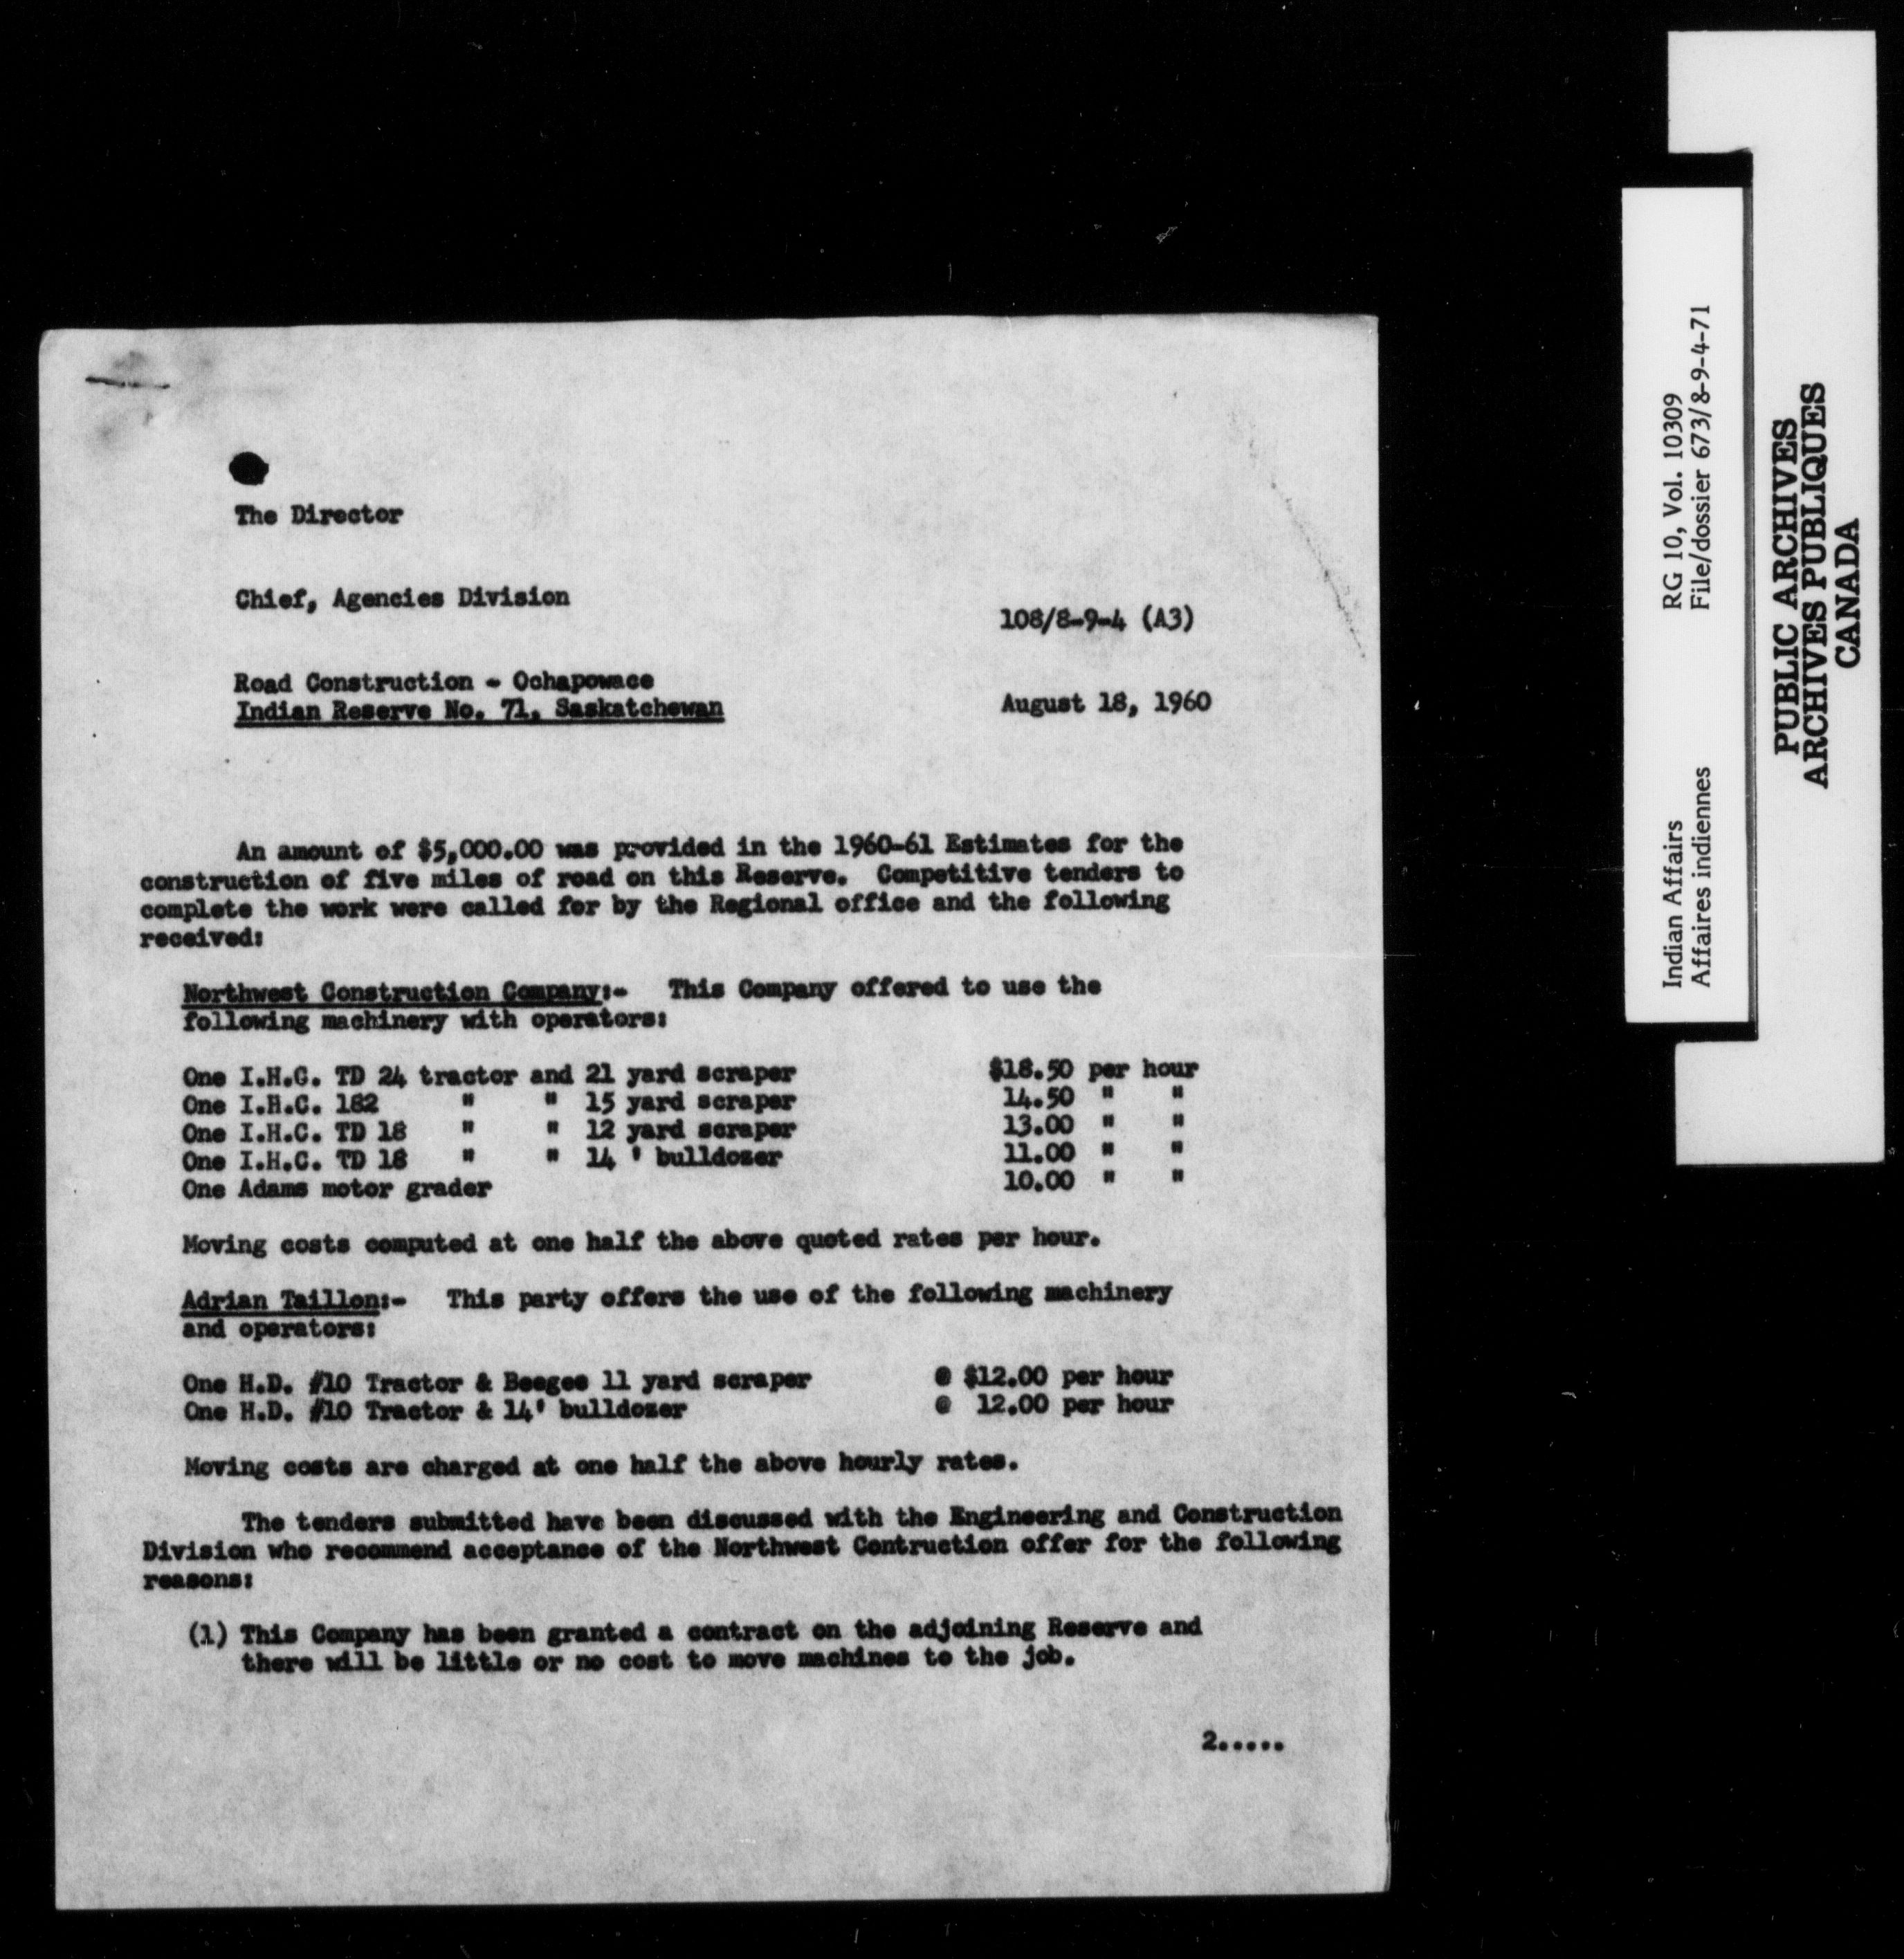 The Director
Chief, Agencies Division
108/8-9-4 (A3)
Road Construction - Ochapowace
Indian Reserve No. 71, Saskatchewan
August 18, 1960
An amount of $5,000.00 was provided in the 1960-61 Estimates for the
construction of five miles of road on this Reserve. Competitive tenders to
complete the work were called for by the Regional office and the following
received:
Northwest Construction Company:- This Company offered to use the
following machinery with operators:
One I.H.C. TD 24 tractor and 21 yard scraper $18.50 per hour
One I.H.C. 182 " " 15 yard scraper 14.50 " "
One I.H.C. TD 18 " " 12 yard scraper 13.00 " "
One I.H.C. TD 18 " " 14 ' bulldozer 11.00 " "
One Adams motor grader 10.00 " "
Moving costs computed at one half the above quoted rates per hour.
Adrian Taillon:- This party offers the use of the following machinery
and operators:
One H.D. #10 Tractor & Beegee 11 yard scraper @ $12.00 per hour
One H.D. #10 Tractor & 14' bulldozer @ 12.00 per hour
Moving costs are charged at one half the above hourly rates.
The tenders submitted have been discussed with the Engineering and Construction
Division who recommend acceptance of the Northwest Contruction offer for the following
reasons:
(1) This Company has been granted a contract on the adjoining Reserve and
there will be little or no cost to move machines to the job.
2.....
Indian Affairs RG 10, Vol. 10309
Affaires indiennes File/dossier 673/8-9-4-71
PUBLIC ARCHIVES
ARCHIVES PUBLIQUES
CANADA